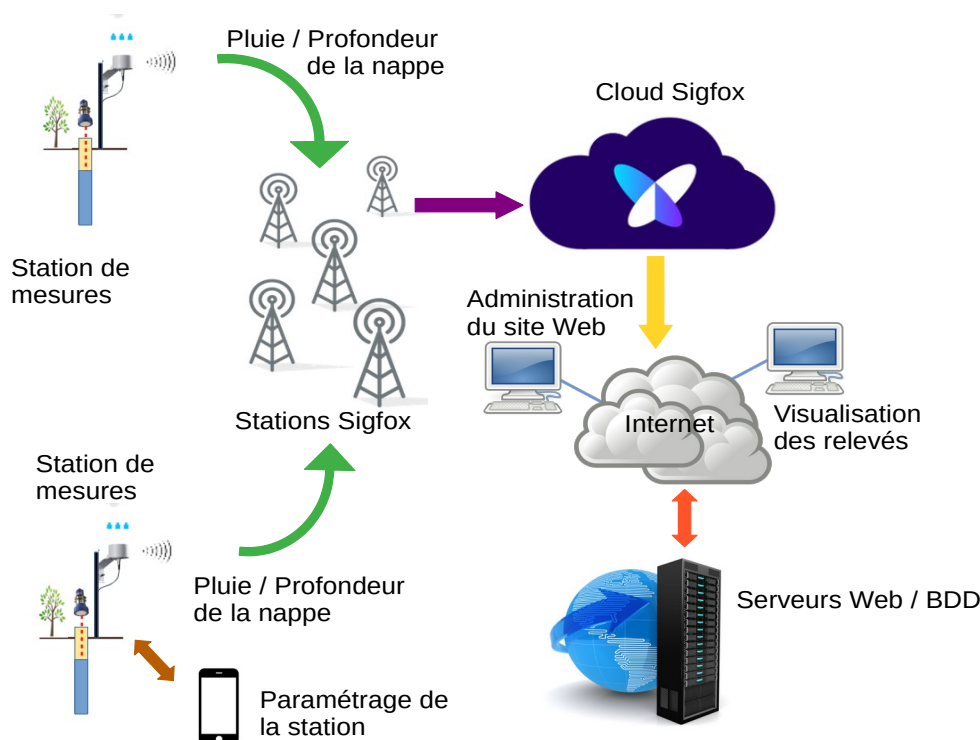 Pluie / Profondeur
de la nappe
Cloud Sigfox
Station de
mesures
Administration
du site Web
Internet
Visualisation
des relevés
Stations Sigfox
Station de
mesures
Pluie / Profondeur
de la nappe
Serveurs Web / BDD
Paramétrage de
la station